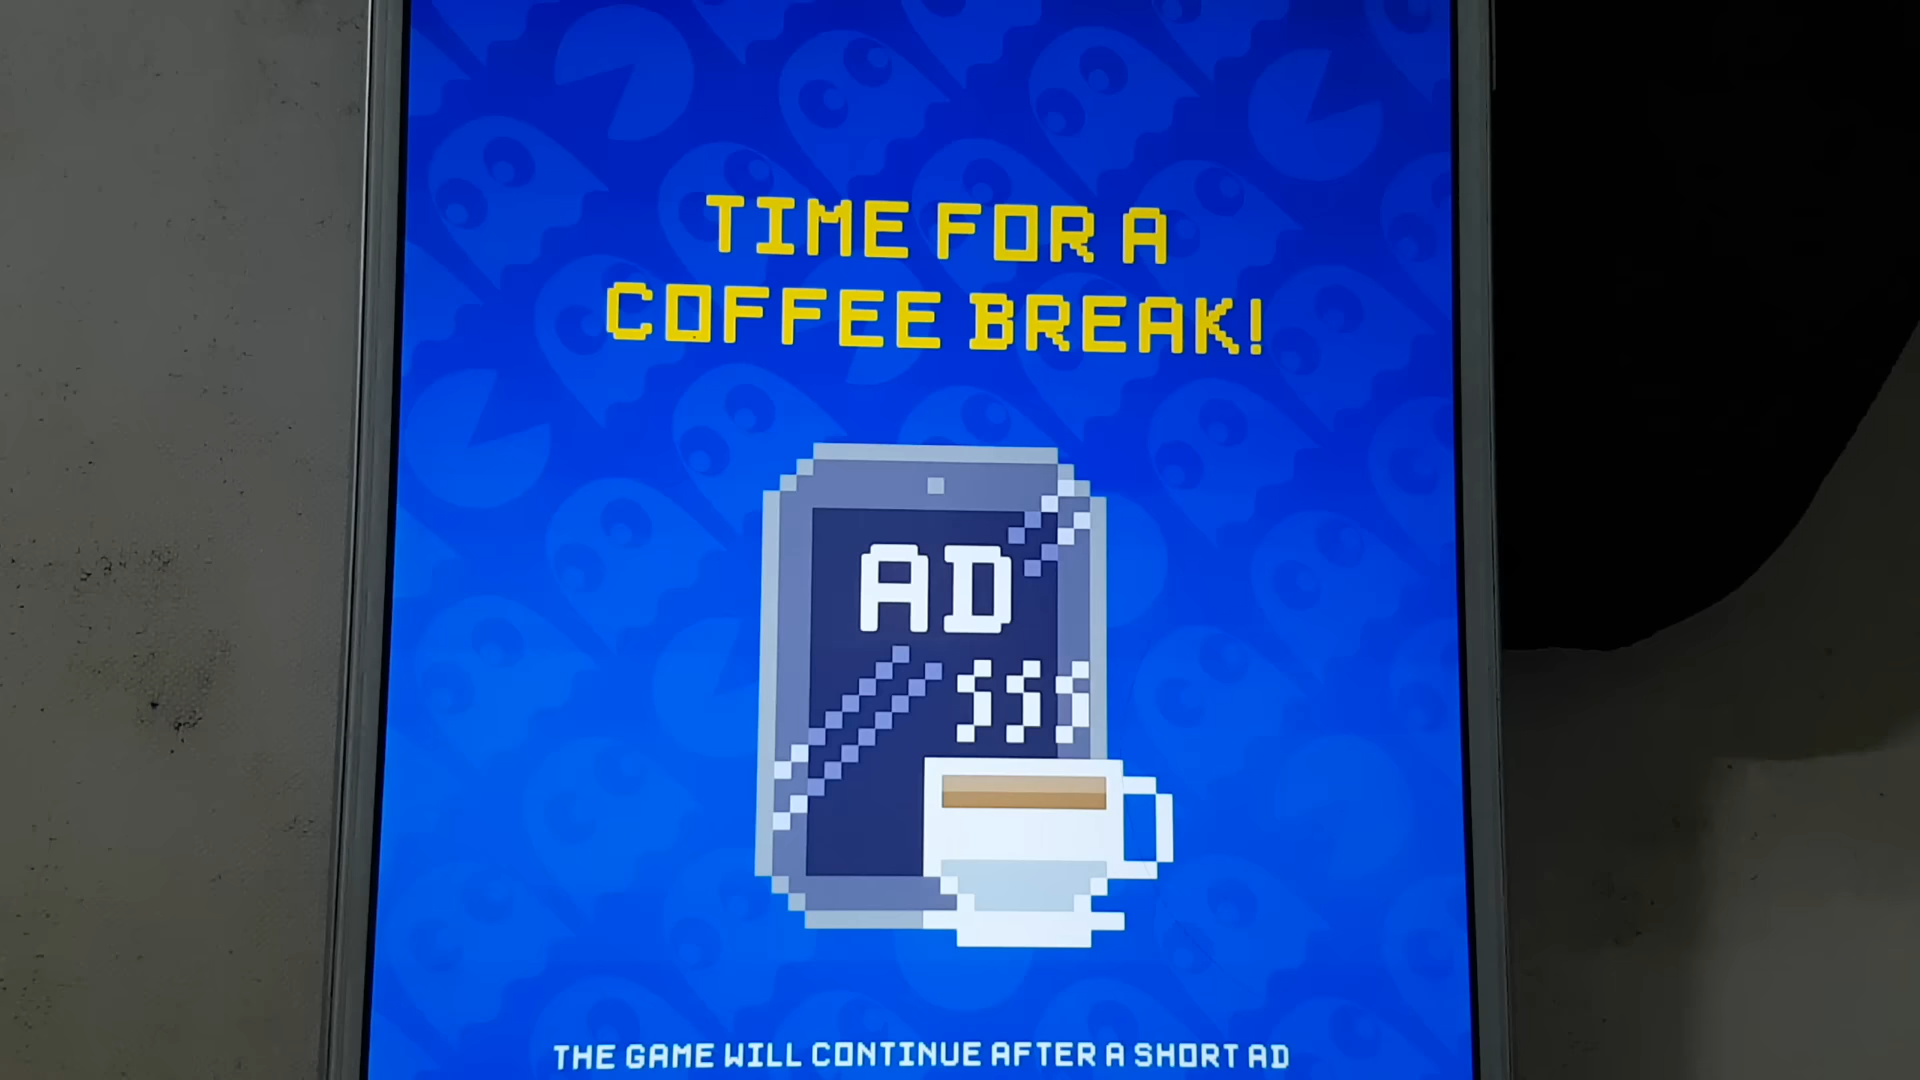 TIME FOR A
COFFEE BREAK!
AD
THE GAME WILL CONTINUE AFTER A SHORT AD